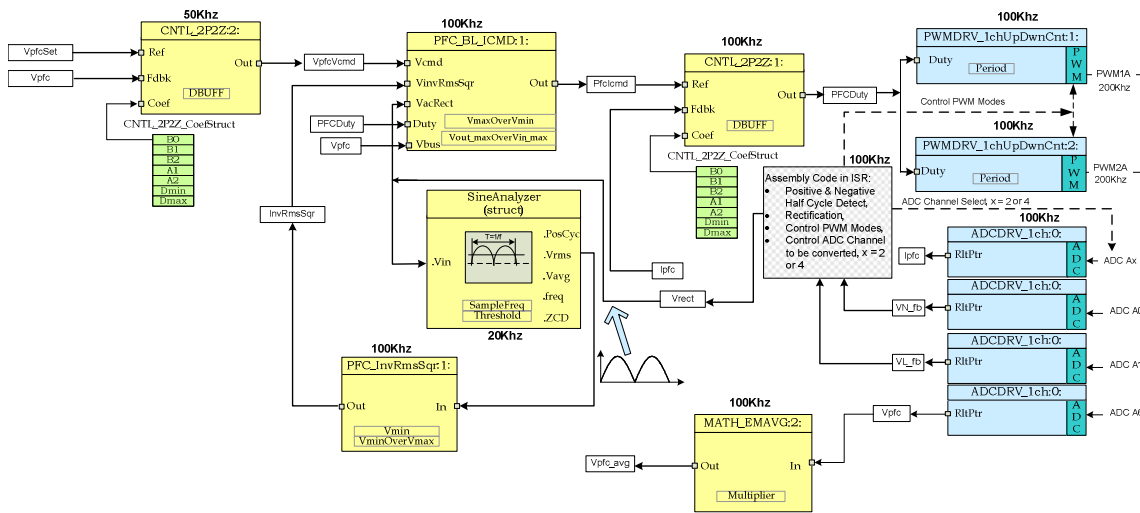 50Khz
CNTL_2P2Z:2:
VpfcSet
Ref
Vpfc
Fdbk
Out
Coef
DBUFF
CNTL_2P2Z_CoefStruct
B0
B1
B2
A1
A2
Dmin
Dmax
VpfcVcmd
100Khz
PFC_BL_ICMD:1:
Vcmd
VinvRmsSqr
Out
VacRect
Duty
Vbus
VmaxOverVmin
Vout_maxOverVin_max
PFCDuty
Vpfc
PfcIcmd
100Khz
CNTL_2P2Z:1:
Ref
Fdbk
Out
Coef
DBUFF
CNTL_2P2Z_CoefStruct
B0
B1
B2
A1
A2
Dmin
Dmax
PFCDuty
100Khz
PWMDRV_1chUpDwnCnt:1:
Duty
Period
P
W
M
PWM1A
200Khz
Control PWM Modes
100Khz
PWMDRV_1chUpDwnCnt:2:
Duty
Period
P
W
M
PWM2A
200Khz
100Khz
Assembly Code in ISR:
• Positive & Negative
Half Cycle Detect,
• Rectification,
• Control PWM Modes,
• Control ADC Channel
to be converted, x = 2
or 4
ADC Channel Select, x = 2 or 4
InvRmsSqr
SineAnalyzer
(struct)
T=1/f
.Vin
.PosCyc
.Vrms
.Vavg
.freq
.ZCD
SampleFreq
Threshold
20Khz
Ipfc
Vrect
100Khz
ADCDRV_1ch:0:
Ipfc
RltPtr
A
D
C
ADC Ax
ADCDRV_1ch:0:
VN_fb
RltPtr
A
D
C
ADC A
ADCDRV_1ch:0:
VL_fb
RltPtr
A
D
C
ADC A
ADCDRV_1ch:0:
Vpfc
RltPtr
A
D
C
ADC A
100Khz
PFC_InvRmsSqr:1:
Out
In
Vmin
VminOverVmax
100Khz
MATH_EMAVG:2:
Vpfc_avg
Out
In
Multiplier